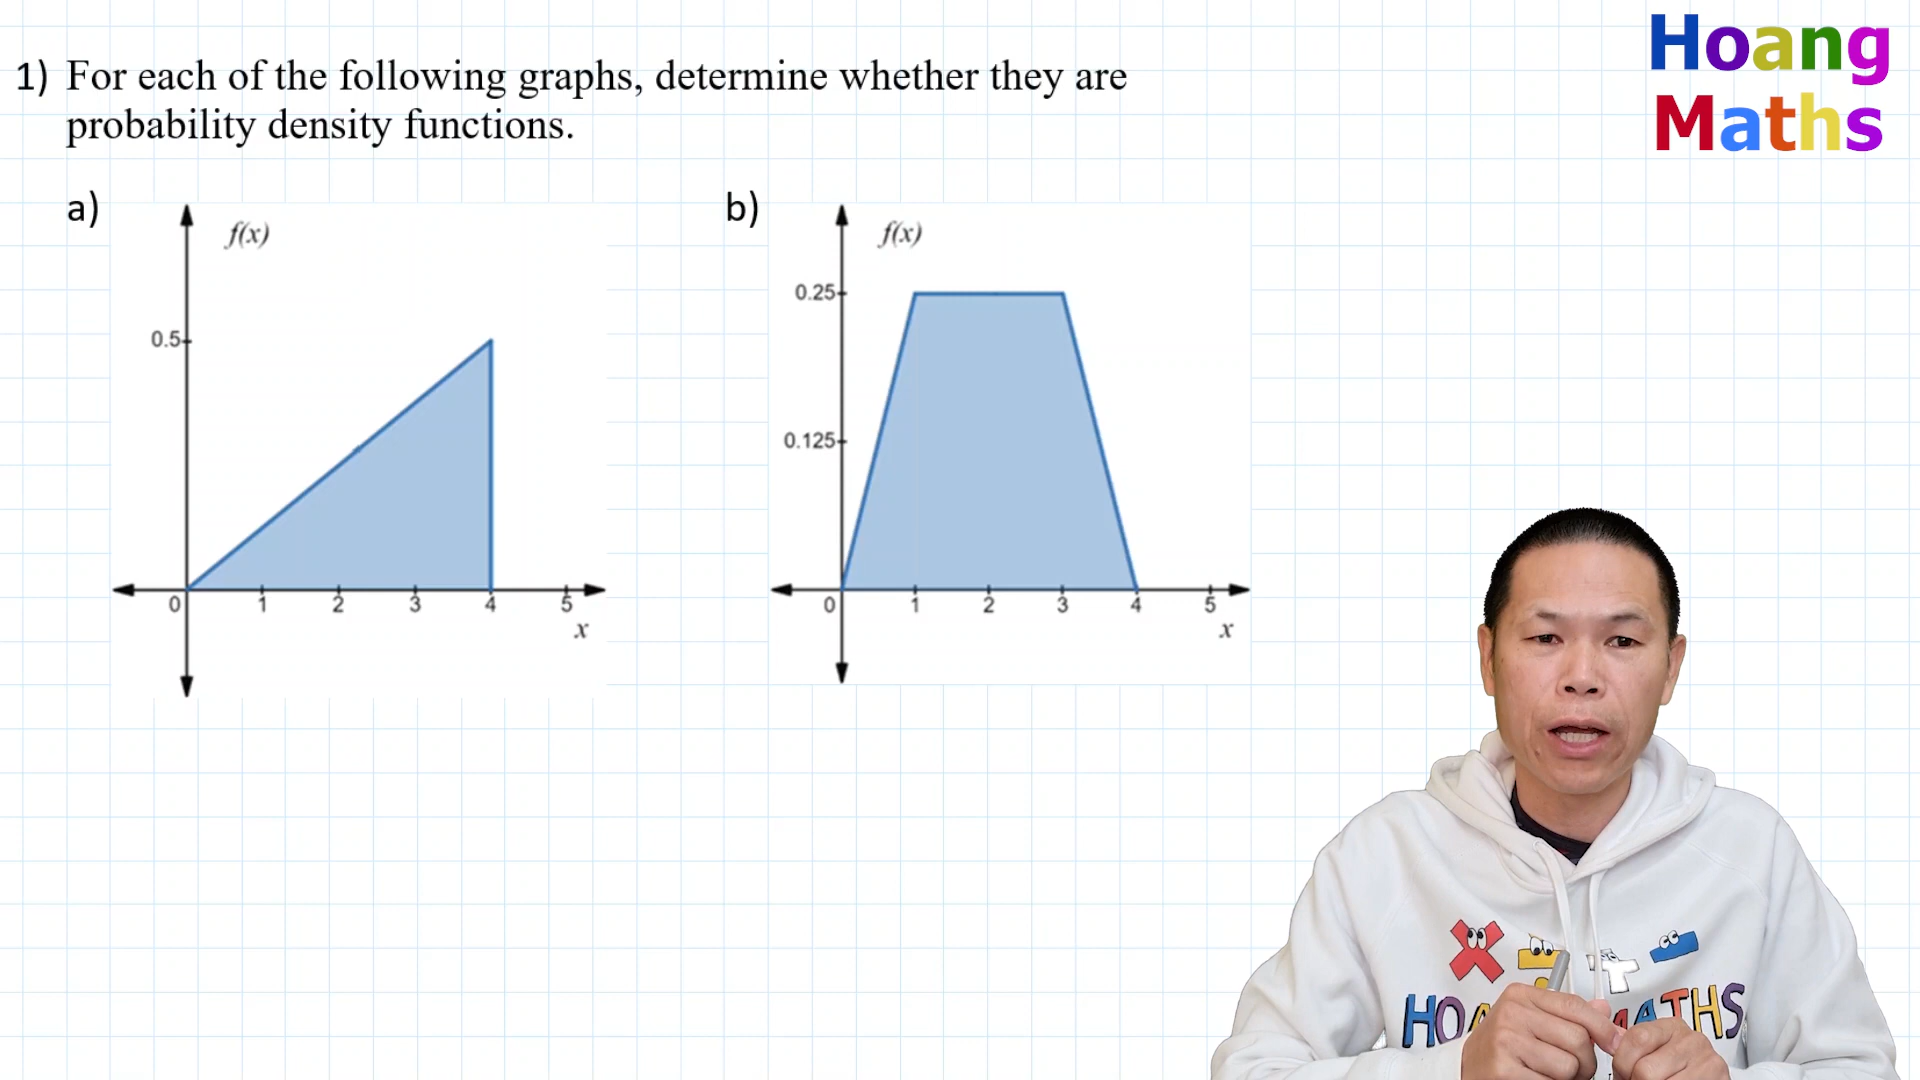 Hoang
Maths
1) For each of the following graphs, determine whether they are
probability density functions.
a)
f(x)
0.5
0 1 2 3 4 5
x
b)
f(x)
0.25
0.125
0 1 2 3 4 5
x